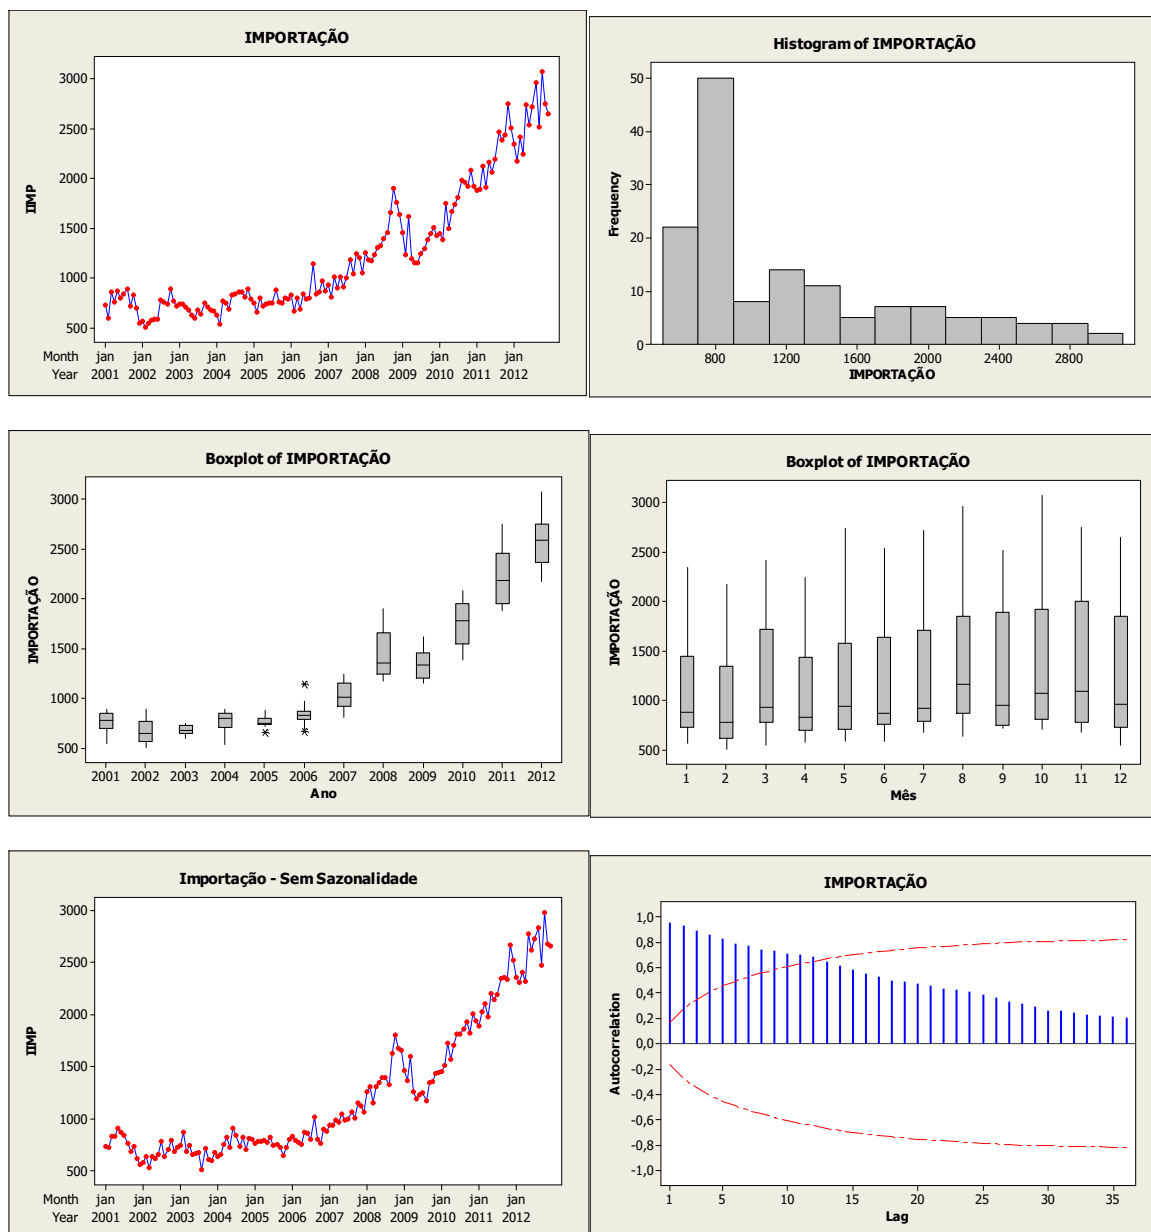 IMPORTAÇÃO
IIMP
3000
2500
2000
1500
1000
500
Month jan jan jan jan jan jan jan jan jan jan jan jan
Year 2001 2002 2003 2004 2005 2006 2007 2008 2009 2010 2011 2012
Histogram of IMPORTAÇÃO
Frequency
50
40
30
20
10
0
800 1200 1600 2000 2400 2800
IMPORTAÇÃO
Boxplot of IMPORTAÇÃO
IMPORTAÇÃO
3000
2500
2000
1500
1000
500
2001 2002 2003 2004 2005 2006 2007 2008 2009 2010 2011 2012
Ano
Boxplot of IMPORTAÇÃO
IMPORTAÇÃO
3000
2500
2000
1500
1000
500
1 2 3 4 5 6 7 8 9 10 11 12
Mês
Importação - Sem Sazonalidade
IIMP
3000
2500
2000
1500
1000
500
Month jan jan jan jan jan jan jan jan jan jan jan jan
Year 2001 2002 2003 2004 2005 2006 2007 2008 2009 2010 2011 2012
IMPORTAÇÃO
Autocorrelation
1,0
0,8
0,6
0,4
0,2
0,0
-0,2
-0,4
-0,6
-0,8
-1,0
1 5 10 15 20 25 30 35
Lag